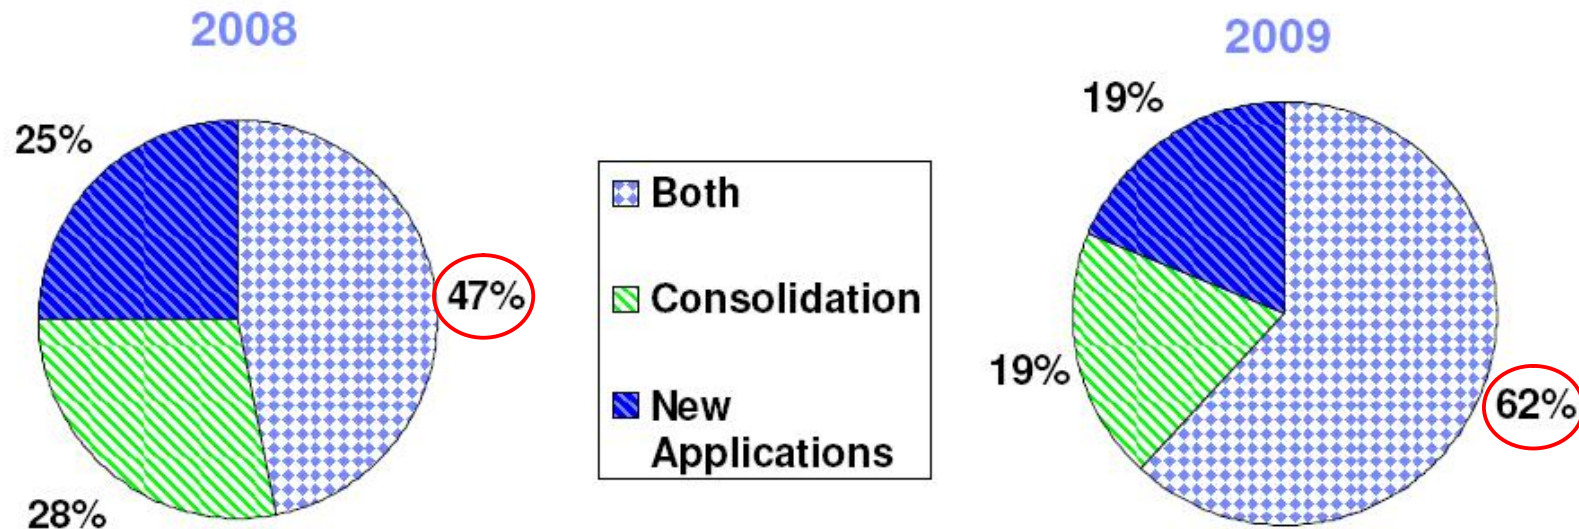 2008
25%
47%
28%
Both
Consolidation
New
Applications
2009
19%
19%
62%